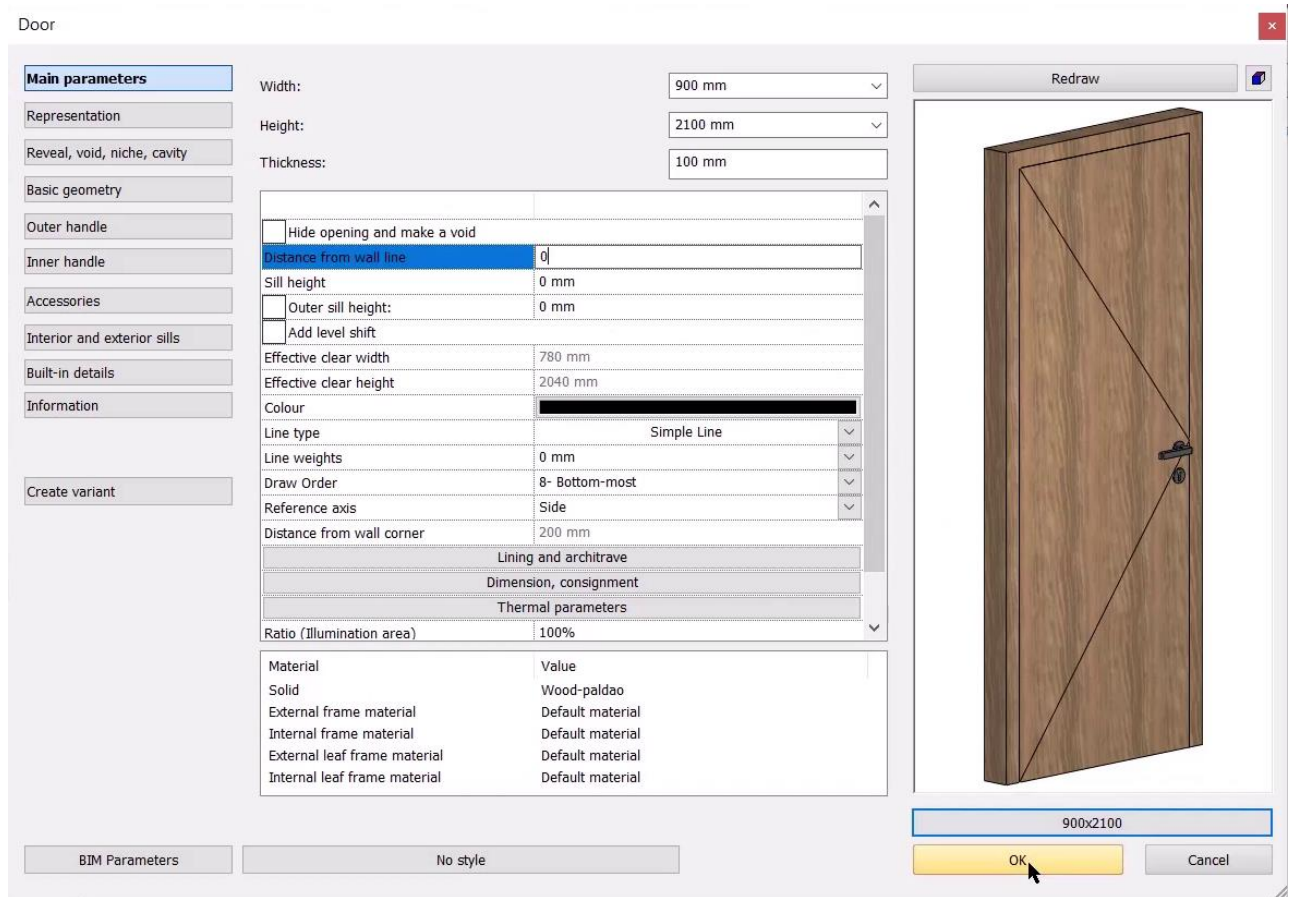 Door
Main parameters
Representation
Reveal, void, niche, cavity
Basic geometry
Outer handle
Inner handle
Accessories
Interior and exterior sills
Built-in details
Information
Create variant
Width: 900 mm
Height: 2100 mm
Thickness: 100 mm
Hide opening and make a void
Distance from wall line 0
Sill height 0 mm
Outer sill height: 0 mm
Add level shift
Effective clear width 780 mm
Effective clear height 2040 mm
Colour
Line type Simple Line
Line weights 0 mm
Draw Order 8- Bottom-most
Reference axis Side
Distance from wall corner 200 mm
Lining and architrave
Dimension, consignment
Thermal parameters
Ratio (Illumination area) 100%
Material Value
Solid Wood-paldao
External frame material Default material
Internal frame material Default material
External leaf frame material Default material
Internal leaf frame material Default material
Redraw
900x2100
BIM Parameters No style OK Cancel